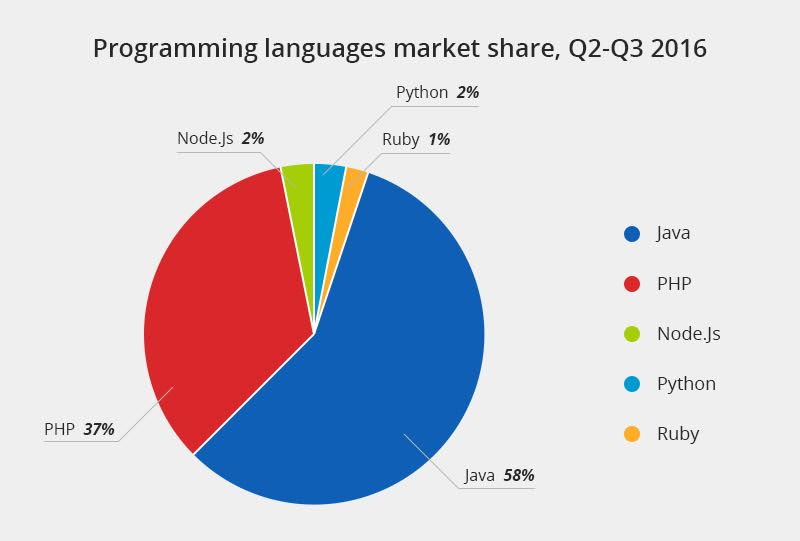 Programming languages market share, Q2-Q3 2016
Python 2%
Node.Js 2%
Ruby 1%
Java
PHP
Node.Js
Python
Ruby
PHP 37%
Java 58%